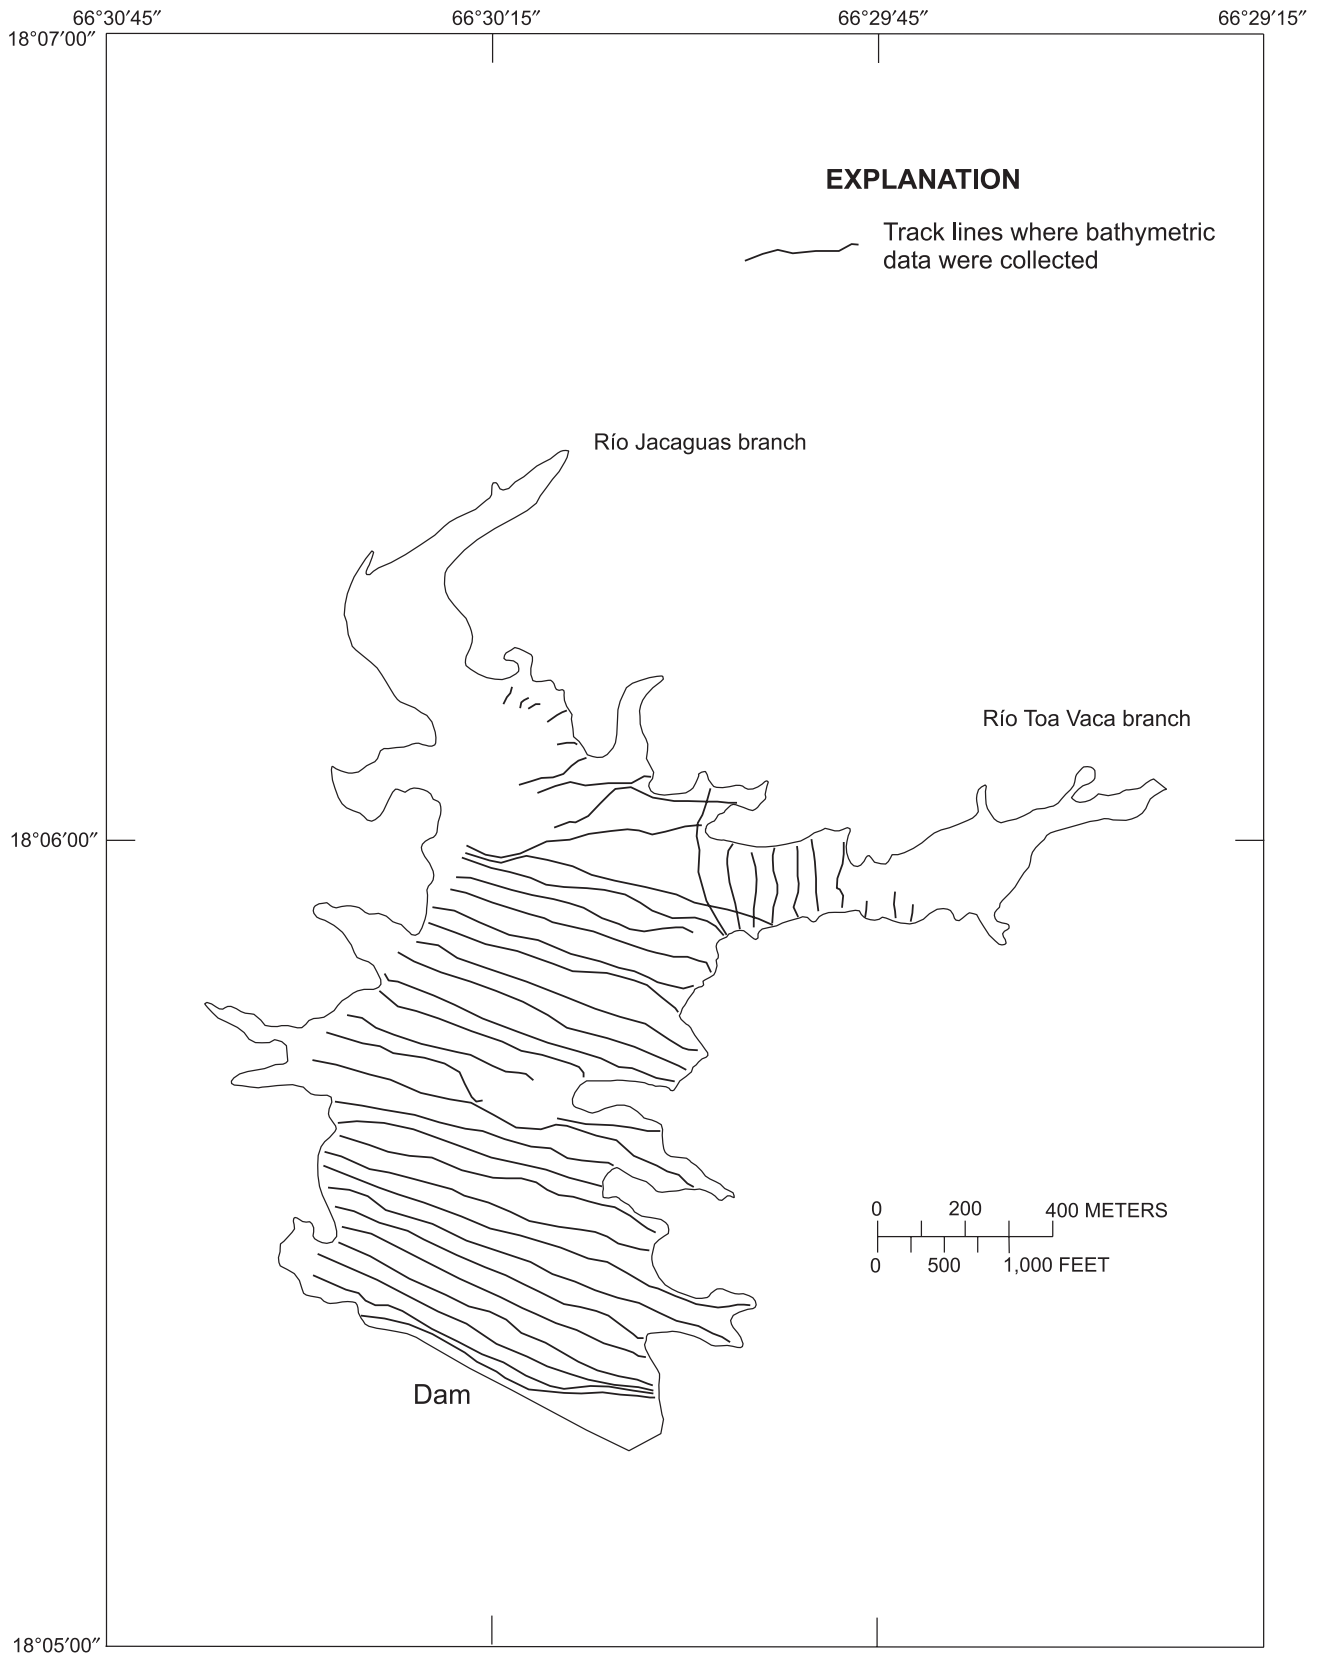 66°30′45″
66°30′15″
66°29′45″
66°29′15″
18°07′00″
EXPLANATION
Track lines where bathymetric
data were collected
Río Jacaguas branch
Río Toa Vaca branch
18°06′00″
0 200 400 METERS
0 500 1,000 FEET
Dam
18°05′00″